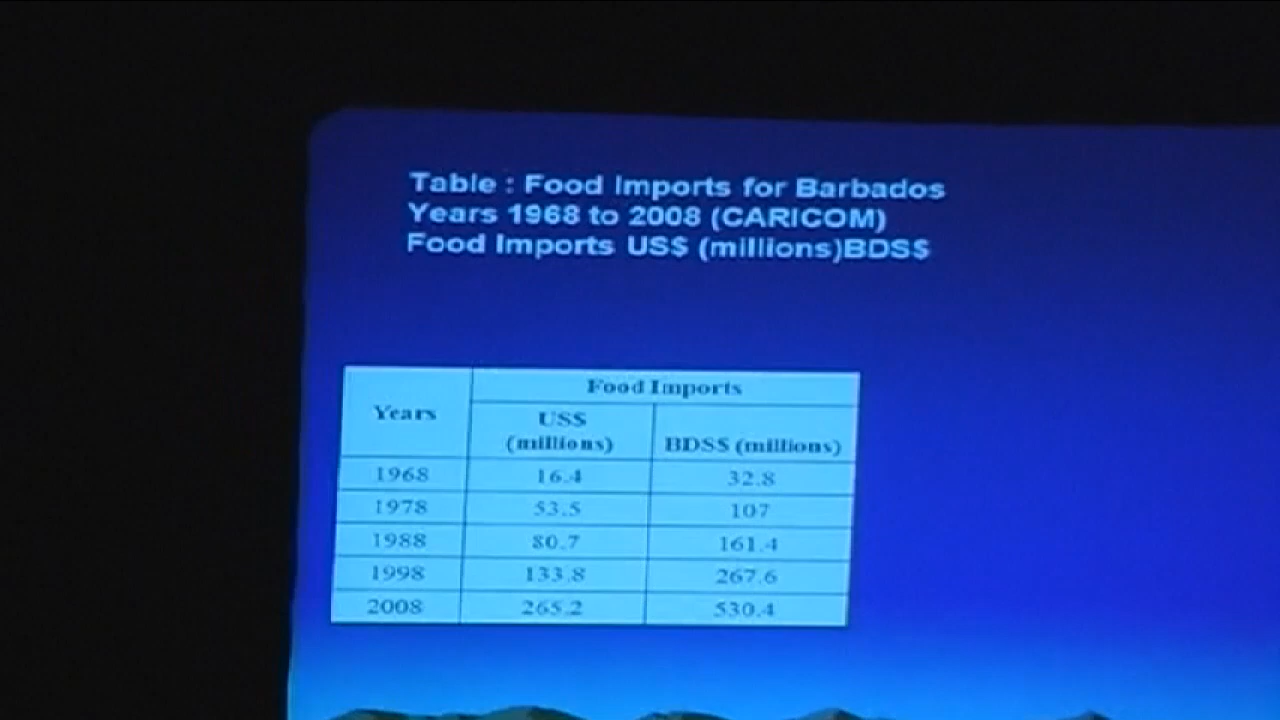 Table : Food Imports for Barbados
Years 1968 to 2008 (CARICOM)
Food Imports US$ (millions)BDS$
Years
Food Imports
US$
(millions)
BDS$ (millions)
1968 16.4 32.8
1978 53.5 107
1988 80.7 161.4
1998 133.8 267.6
2008 265.2 530.4